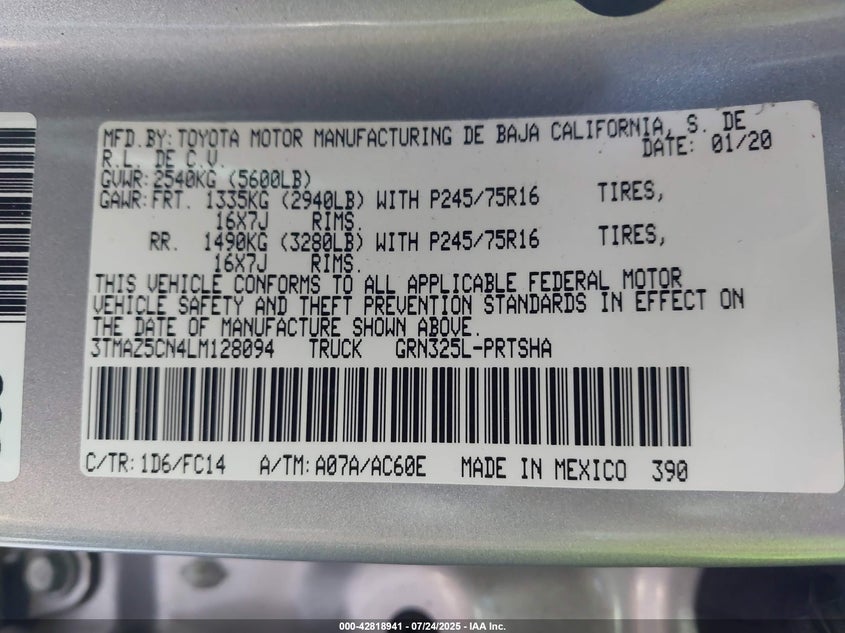 MFD.BY: TOYOTA MOTOR MANUFACTURING DE BAJA CALIFORNIA, S. DE
R.L. DE C.V. DATE: 01/20
GVWR: 2540KG (5600LB)
GAWR: FRT. 1335KG (2940LB) WITH P245/75R16 TIRES,
16X7J RIMS.
RR. 1490KG (3280LB) WITH P245/75R16 TIRES,
16X7J RIMS.
THIS VEHICLE CONFORMS TO ALL APPLICABLE FEDERAL MOTOR
VEHICLE SAFETY AND THEFT PREVENTION STANDARDS IN EFFECT ON
THE DATE OF MANUFACTURE SHOWN ABOVE.
3TMAZ5CN4LM128094 TRUCK GRN325L-PRTSHA
C/TR: 1D6/FC14 A/TM: A07A/AC60E MADE IN MEXICO 390
000-42818941 - 07/24/2025 - IAA Inc.